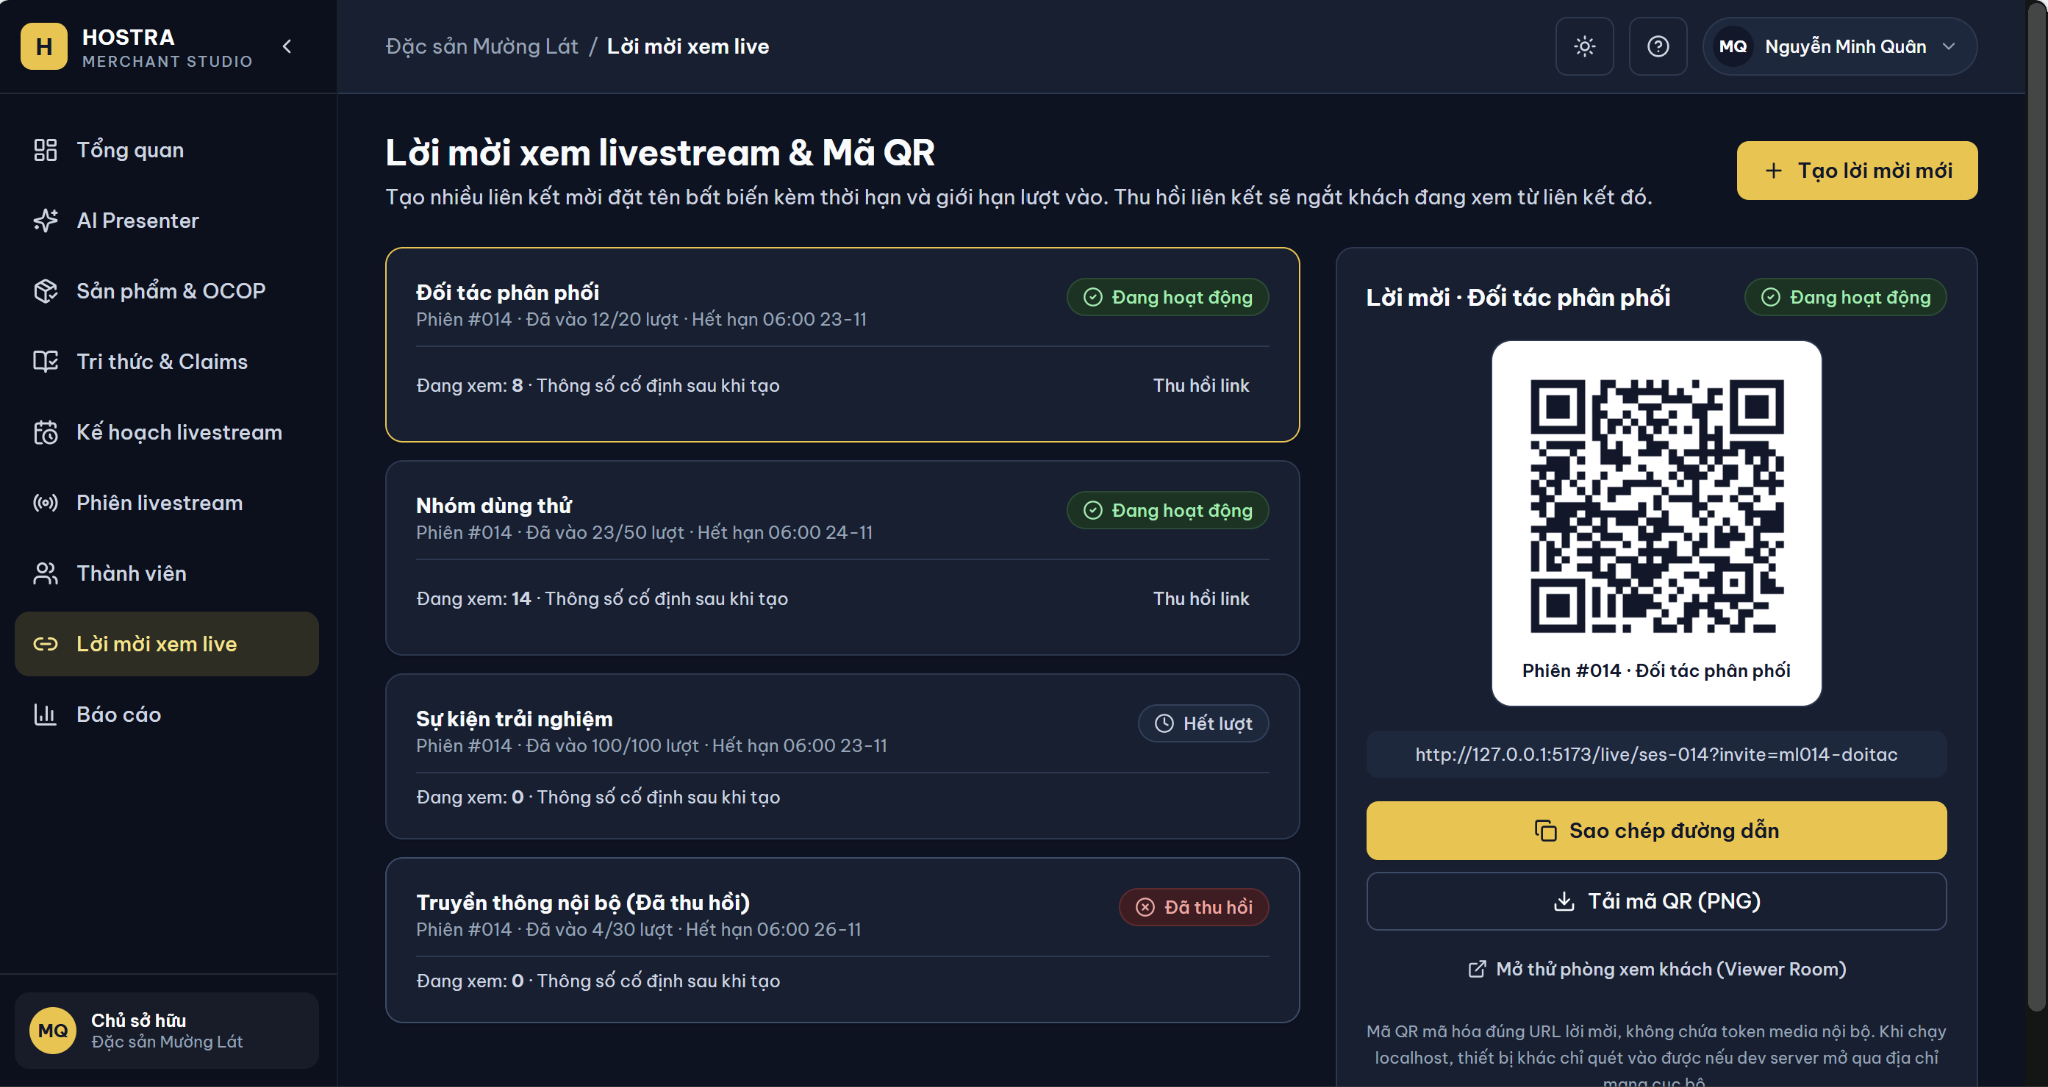 H
HOSTRA
MERCHANT STUDIO
Tổng quan
AI Presenter
Sản phẩm & OCOP
Tri thức & Claims
Kế hoạch livestream
Phiên livestream
Thành viên
Lời mời xem live
Báo cáo
MQ
Chủ sở hữu
Đặc sản Mường Lát
Đặc sản Mường Lát / Lời mời xem live
MQ Nguyễn Minh Quân
Lời mời xem livestream & Mã QR
Tạo nhiều liên kết mời đặt tên bất biến kèm thời hạn và giới hạn lượt vào. Thu hồi liên kết sẽ ngắt khách đang xem từ liên kết đó.
+ Tạo lời mời mới
Đối tác phân phối
Đang hoạt động
Phiên #014 · Đã vào 12/20 lượt · Hết hạn 06:00 23-11
Đang xem: 8 · Thông số cố định sau khi tạo
Thu hồi link
Nhóm dùng thử
Đang hoạt động
Phiên #014 · Đã vào 23/50 lượt · Hết hạn 06:00 24-11
Đang xem: 14 · Thông số cố định sau khi tạo
Thu hồi link
Sự kiện trải nghiệm
Hết lượt
Phiên #014 · Đã vào 100/100 lượt · Hết hạn 06:00 23-11
Đang xem: 0 · Thông số cố định sau khi tạo
Truyền thông nội bộ (Đã thu hồi)
Đã thu hồi
Phiên #014 · Đã vào 4/30 lượt · Hết hạn 06:00 26-11
Đang xem: 0 · Thông số cố định sau khi tạo
Lời mời · Đối tác phân phối
Đang hoạt động
Phiên #014 · Đối tác phân phối
http://127.0.0.1:5173/live/ses-014?invite=ml014-doitac
Sao chép đường dẫn
Tải mã QR (PNG)
Mở thử phòng xem khách (Viewer Room)
Mã QR mã hóa đúng URL lời mời, không chứa token media nội bộ. Khi chạy
localhost, thiết bị khác chỉ quét vào được nếu dev server mở qua địa chỉ
mạng cục bộ.